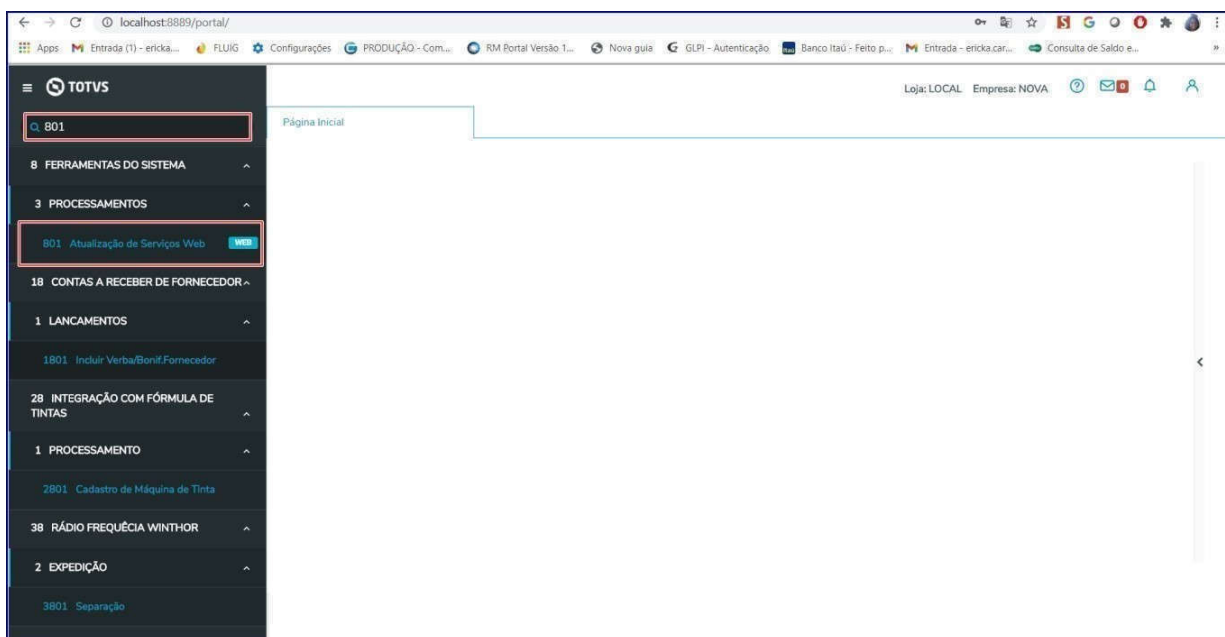 localhost:8889/portal/
Apps Entrada (1) - ericka.... FLUIG Configurações PRODUÇÃO - Com... RM Portal Versão 1... Nova guia GLPI - Autenticação Banco Itaú - Feito p... Entrada - ericka.car... Consulta de Saldo e... »
TOTVS
Loja: LOCAL Empresa: NOVA 0
801
Página Inicial
8 FERRAMENTAS DO SISTEMA
3 PROCESSAMENTOS
801 Atualização de Serviços Web WEB
18 CONTAS A RECEBER DE FORNECEDOR
1 LANCAMENTOS
1801 Incluir Verba/Bonif.Fornecedor
28 INTEGRAÇÃO COM FÓRMULA DE
TINTAS
1 PROCESSAMENTO
2801 Cadastro de Máquina de Tinta
38 RÁDIO FREQUÊCIA WINTHOR
2 EXPEDIÇÃO
3801 Separação